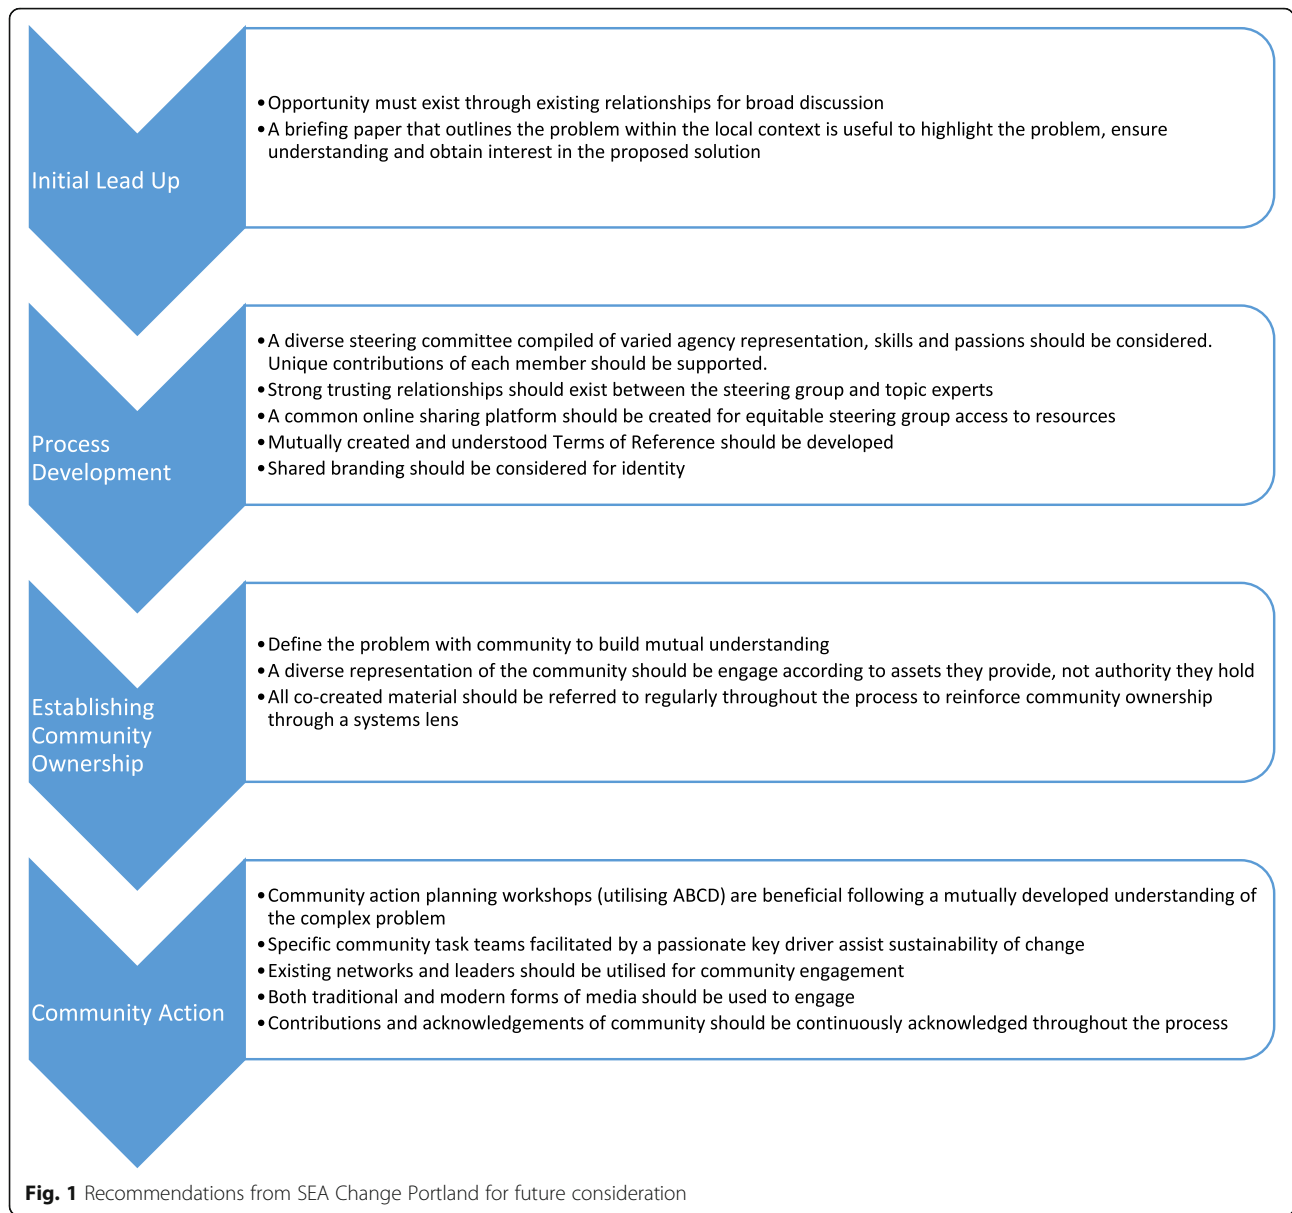 Initial Lead Up
•Opportunity must exist through existing relationships for broad discussion
•A briefing paper that outlines the problem within the local context is useful to highlight the problem, ensure
understanding and obtain interest in the proposed solution
Process
Development
•A diverse steering committee compiled of varied agency representation, skills and passions should be considered.
Unique contributions of each member should be supported.
•Strong trusting relationships should exist between the steering group and topic experts
•A common online sharing platform should be created for equitable steering group access to resources
•Mutually created and understood Terms of Reference should be developed
•Shared branding should be considered for identity
Establishing
Community
Ownership
•Define the problem with community to build mutual understanding
•A diverse representation of the community should be engage according to assets they provide, not authority they hold
•All co-created material should be referred to regularly throughout the process to reinforce community ownership
through a systems lens
Community Action
•Community action planning workshops (utilising ABCD) are beneficial following a mutually developed understanding of
the complex problem
•Specific community task teams facilitated by a passionate key driver assist sustainability of change
•Existing networks and leaders should be utilised for community engagement
•Both traditional and modern forms of media should be used to engage
•Contributions and acknowledgements of community should be continuously acknowledged throughout the process
Fig. 1 Recommendations from SEA Change Portland for future consideration